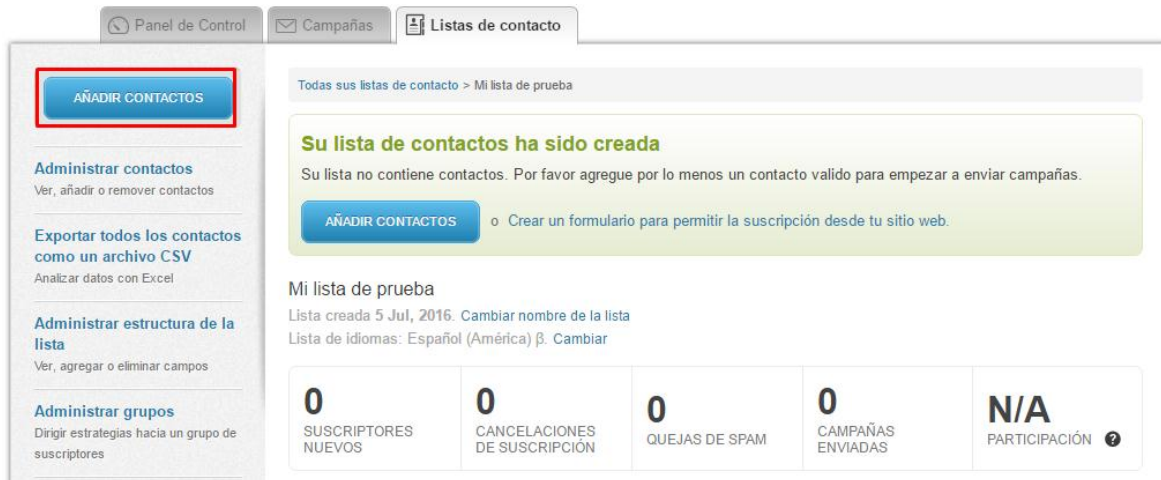 Panel de Control
Campañas
Listas de contacto
AÑADIR CONTACTOS
Administrar contactos
Ver, añadir o remover contactos
Exportar todos los contactos
como un archivo CSV
Analizar datos con Excel
Administrar estructura de la
lista
Ver, agregar o eliminar campos
Administrar grupos
Dirigir estrategias hacia un grupo de
suscriptores
Todas sus listas de contacto > Mi lista de prueba
Su lista de contactos ha sido creada
Su lista no contiene contactos. Por favor agregue por lo menos un contacto valido para empezar a enviar campañas.
AÑADIR CONTACTOS o Crear un formulario para permitir la suscripción desde tu sitio web.
Mi lista de prueba
Lista creada 5 Jul, 2016. Cambiar nombre de la lista
Lista de idiomas: Español (América) β. Cambiar
0
SUSCRIPTORES
NUEVOS
0
CANCELACIONES
DE SUSCRIPCIÓN
0
QUEJAS DE SPAM
0
CAMPAÑAS
ENVIADAS
N/A
PARTICIPACIÓN ?